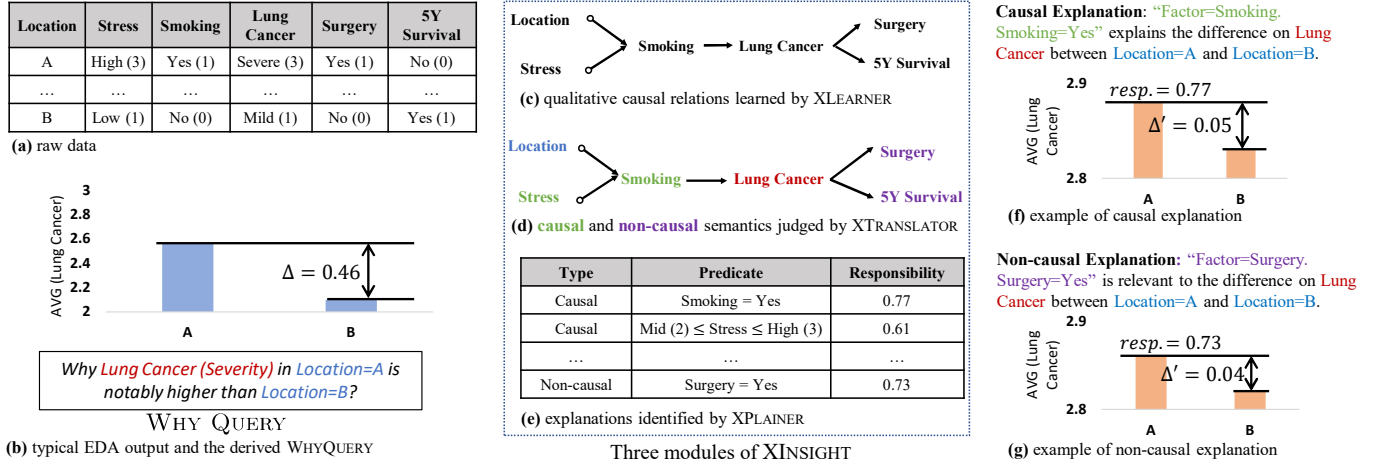 Location Stress Smoking Lung Cancer Surgery 5Y Survival
A High (3) Yes (1) Severe (3) Yes (1) No (0)
... ... ... ... ... ...
B Low (1) No (0) Mild (1) No (0) Yes (1)
(a) raw data
AVG (Lung Cancer)
3
2.8
2.6
2.4
2.2
2
Δ = 0.46
A B
Why Lung Cancer (Severity) in Location=A is
notably higher than Location=B?
WHY QUERY
(b) typical EDA output and the derived WHYQUERY
Location
Stress
Smoking
Lung Cancer
Surgery
5Y Survival
(c) qualitative causal relations learned by XLEARNER
Location
Stress
Smoking
Lung Cancer
Surgery
5Y Survival
(d) causal and non-causal semantics judged by XTRANSLATOR
Type Predicate Responsibility
Causal Smoking = Yes 0.77
Causal Mid (2) ≤ Stress ≤ High (3) 0.61
... ... ...
Non-causal Surgery = Yes 0.73
(e) explanations identified by XPLAINER
Three modules of XINSIGHT
Causal Explanation: “Factor=Smoking.
Smoking=Yes” explains the difference on Lung
Cancer between Location=A and Location=B.
AVG (Lung
Cancer)
2.9
2.8
resp. = 0.77
Δ′ = 0.05
A B
(f) example of causal explanation
Non-causal Explanation: “Factor=Surgery.
Surgery=Yes” is relevant to the difference on Lung
Cancer between Location=A and Location=B.
AVG (Lung
Cancer)
2.9
2.8
resp. = 0.73
Δ′ = 0.04
A B
(g) example of non-causal explanation